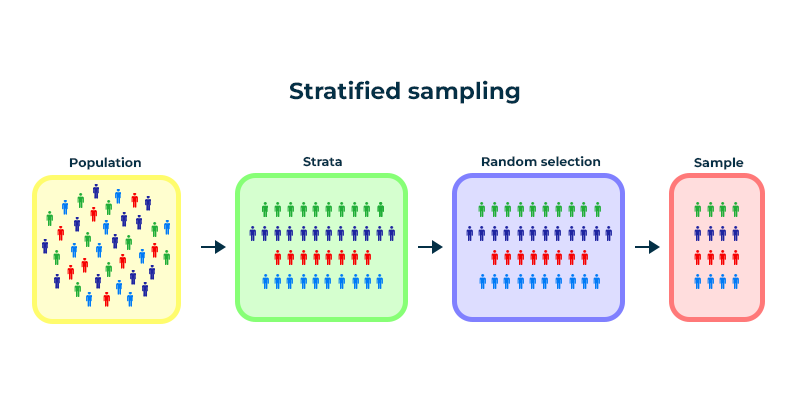 Stratified sampling
Population
Strata
Random selection
Sample